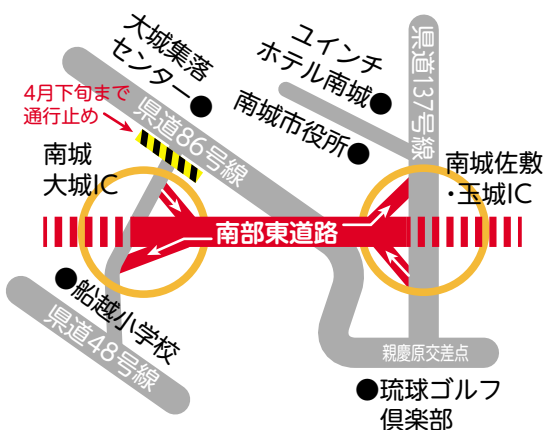 大城集落
センター
ユインチ
ホテル南城
県道137号線
4月下旬まで
通行止め
県道86号線
南城市役所
南城
大城IC
南城佐敷
・玉城IC
南部東道路
船越小学校
県道48号線
親慶原交差点
琉球ゴルフ
倶楽部